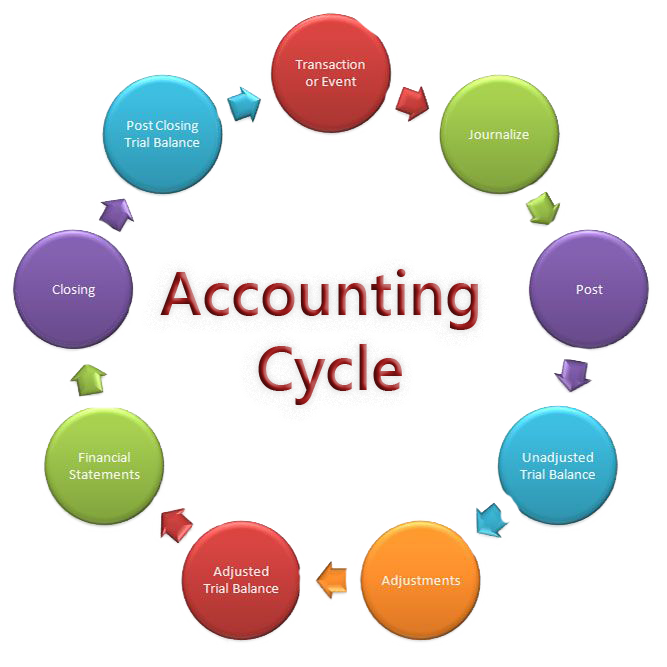 Transaction
or Event
Journalize
Post
Unadjusted
Trial Balance
Adjustments
Adjusted
Trial Balance
Financial
Statements
Closing
Post Closing
Trial Balance
Accounting
Cycle